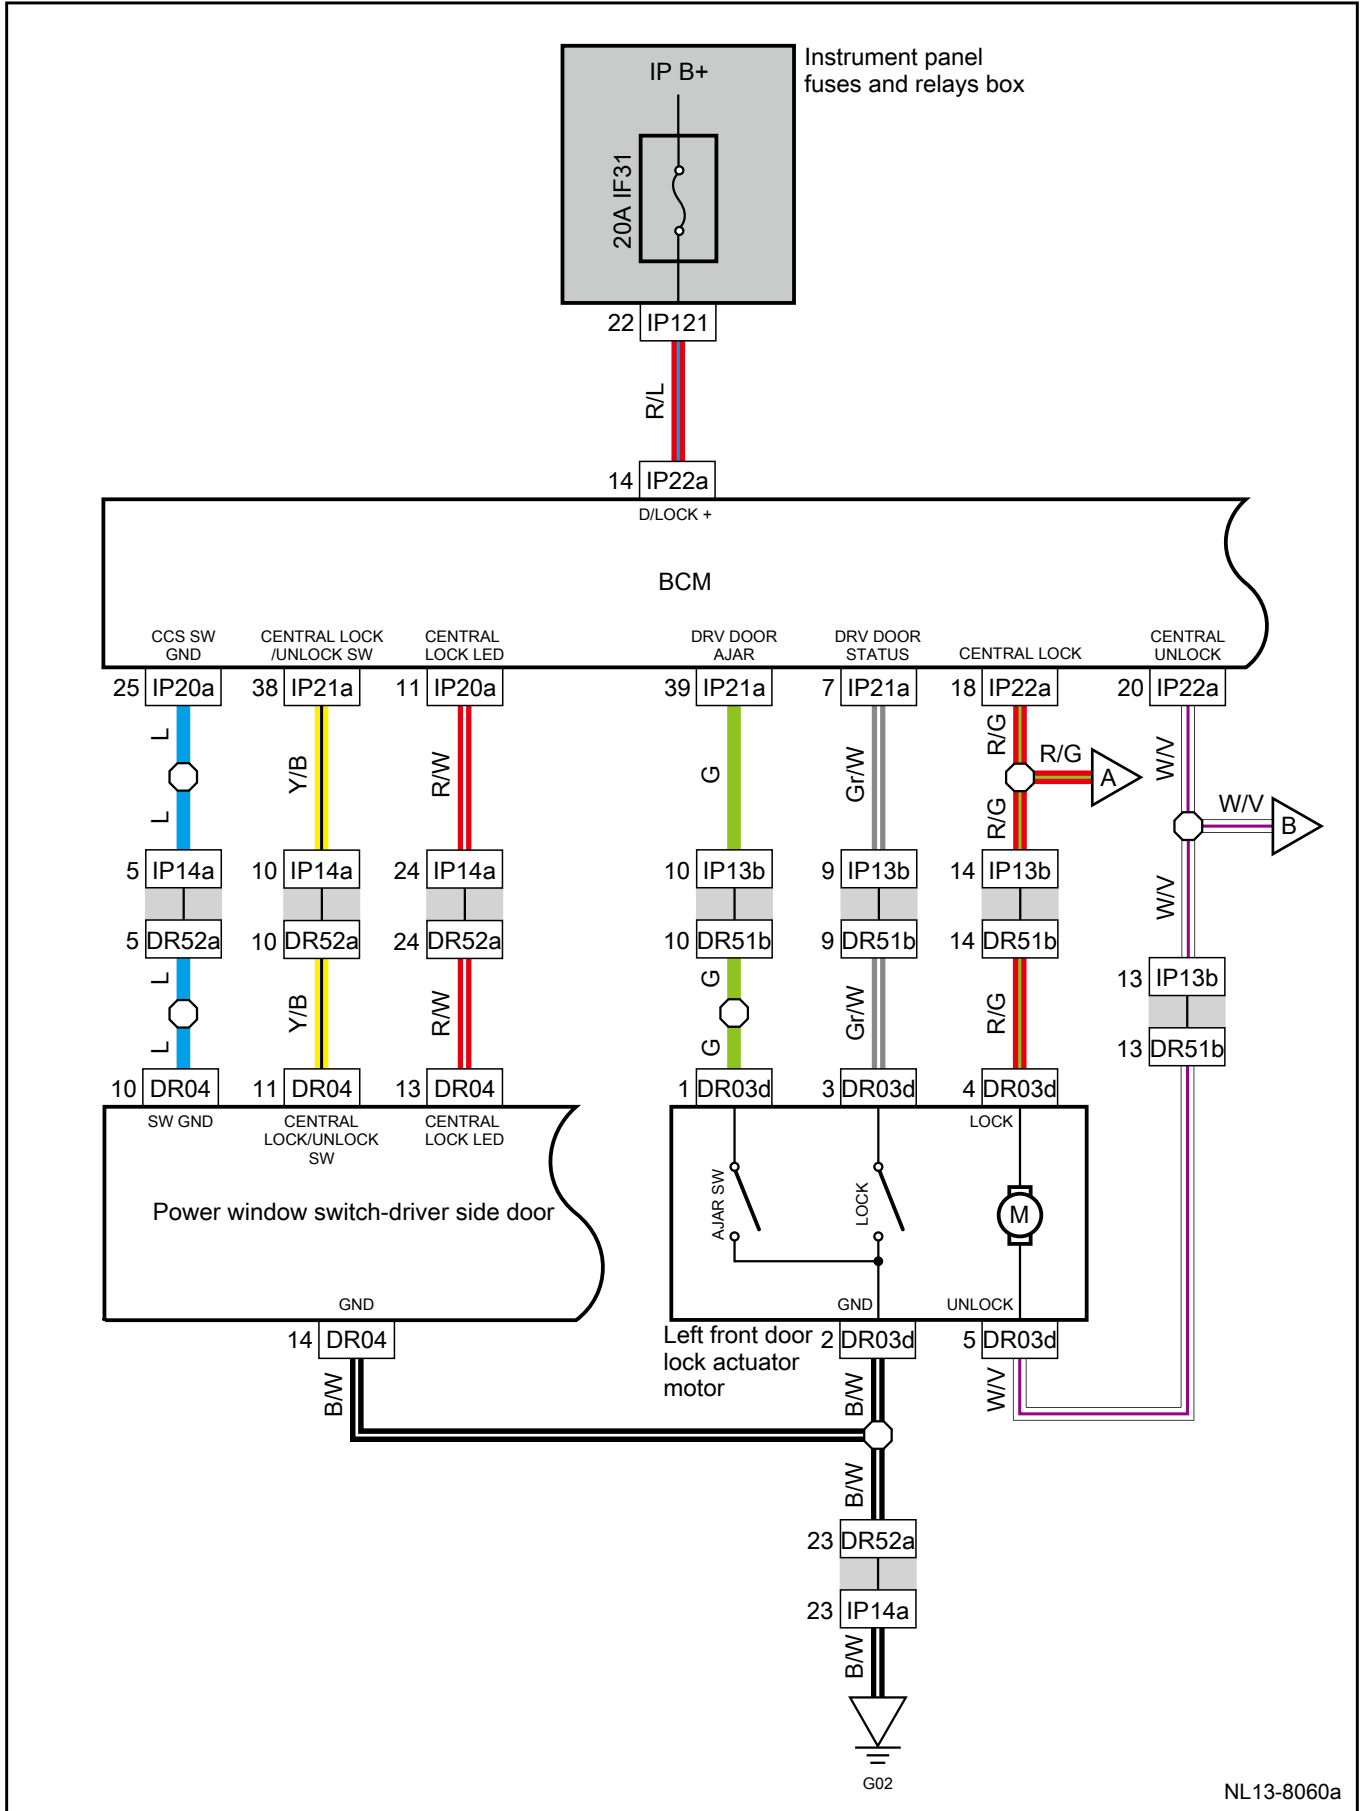 IP B+
Instrument panel
fuses and relays box
20A IF31
22 IP121
R/L
14 IP22a
D/LOCK +
BCM
CCS SW
GND
CENTRAL LOCK
/UNLOCK SW
CENTRAL
LOCK LED
DRV DOOR
AJAR
DRV DOOR
STATUS
CENTRAL LOCK
CENTRAL
UNLOCK
25 IP20a
38 IP21a
11 IP20a
39 IP21a
7 IP21a
18 IP22a
20 IP22a
L
Y/B
R/W
G
Gr/W
R/G
R/G
A
W/V
W/V
B
L
R/G
W/V
5 IP14a
10 IP14a
24 IP14a
10 IP13b
9 IP13b
14 IP13b
5 DR52a
10 DR52a
24 DR52a
10 DR51b
9 DR51b
14 DR51b
13 IP13b
13 DR51b
L
Y/B
R/W
G
Gr/W
R/G
L
G
10 DR04
11 DR04
13 DR04
1 DR03d
3 DR03d
4 DR03d
SW GND
CENTRAL
LOCK/UNLOCK
SW
CENTRAL
LOCK LED
LOCK
AJAR SW
LOCK
M
Power window switch-driver side door
GND
GND
UNLOCK
14 DR04
Left front door
lock actuator
motor
2 DR03d
5 DR03d
B/W
B/W
W/V
B/W
23 DR52a
23 IP14a
B/W
G02
NL13-8060a